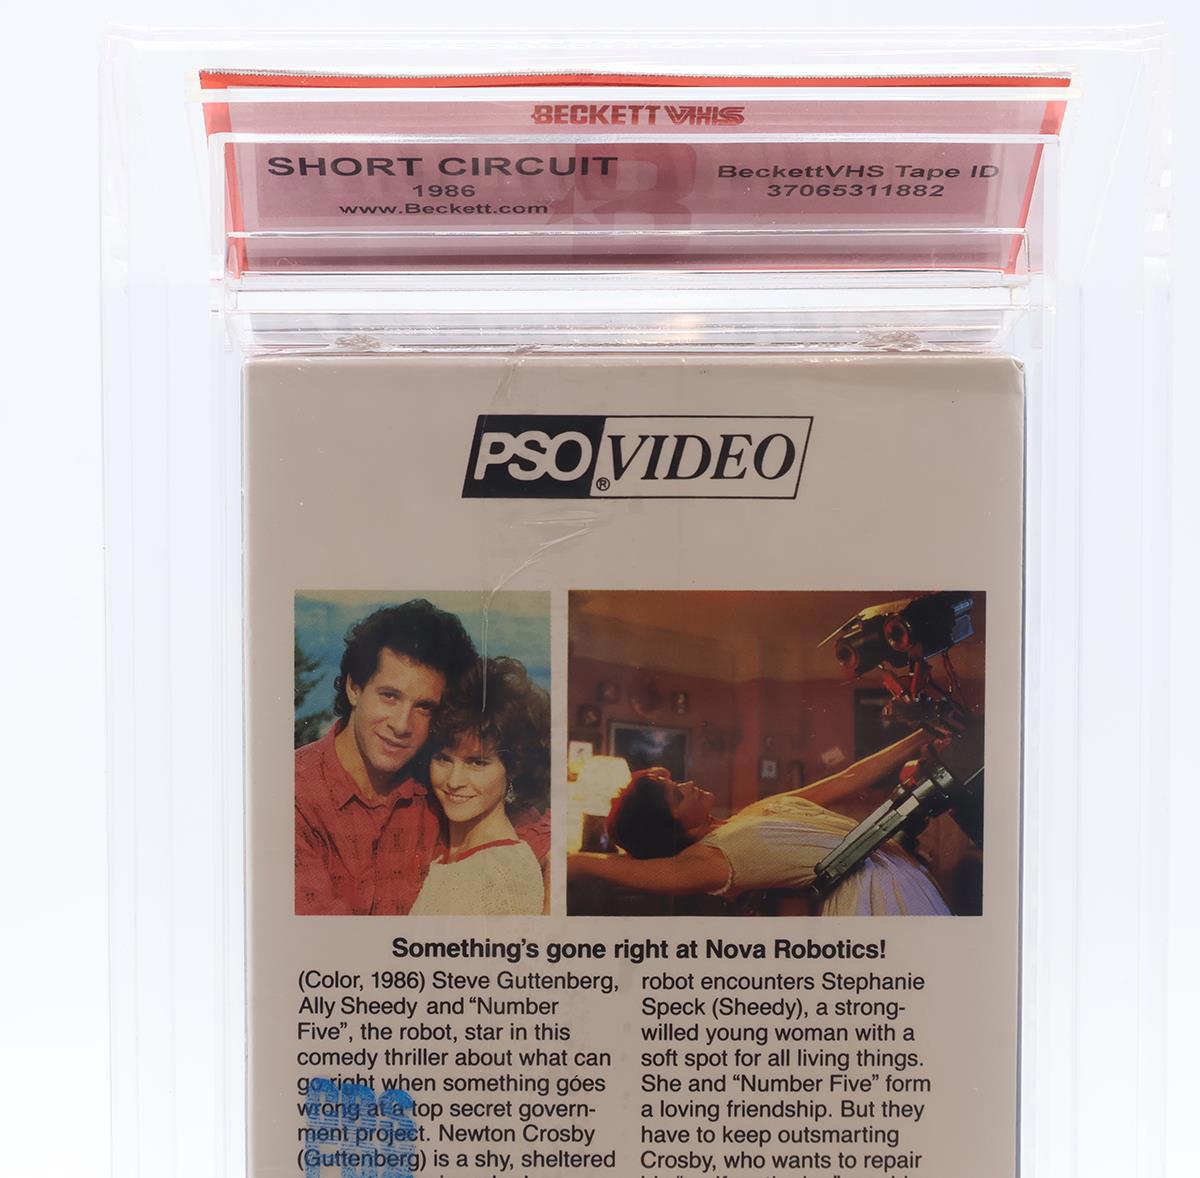 BECKETT VHS
SHORT CIRCUIT
1986
www.Beckett.com
BeckettVHS Tape ID
37065311882
PSO®VIDEO
Something's gone right at Nova Robotics!
(Color, 1986) Steve Guttenberg,
Ally Sheedy and “Number
Five”, the robot, star in this
comedy thriller about what can
go right when something goes
wrong at a top secret govern-
ment project. Newton Crosby
(Guttenberg) is a shy, sheltered
robot encounters Stephanie
Speck (Sheedy), a strong-
willed young woman with a
soft spot for all living things.
She and “Number Five” form
a loving friendship. But they
have to keep outsmarting
Crosby, who wants to repair
CBS